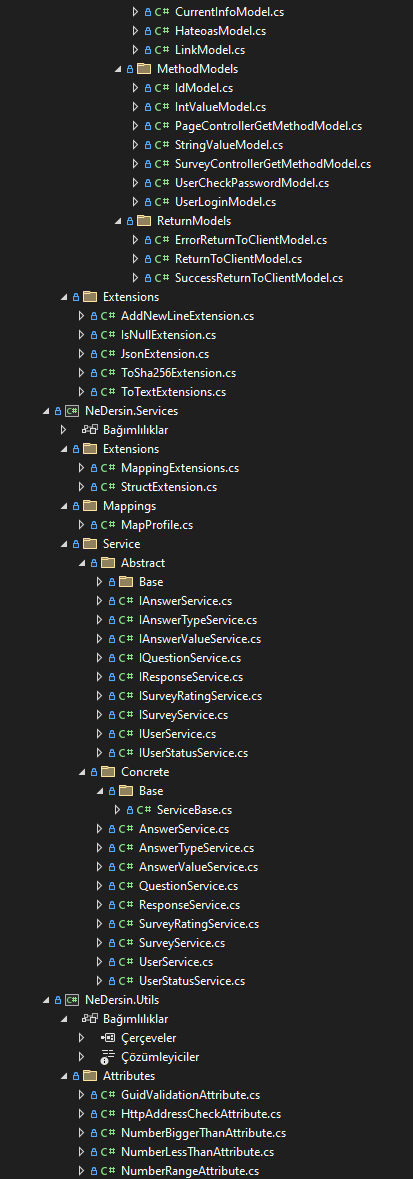 CurrentInfoModel.cs
HateoasModel.cs
LinkModel.cs
MethodModels
IdModel.cs
IntValueModel.cs
PageControllerGetMethodModel.cs
StringValueModel.cs
SurveyControllerGetMethodModel.cs
UserCheckPasswordModel.cs
UserLoginModel.cs
ReturnModels
ErrorReturnToClientModel.cs
ReturnToClientModel.cs
SuccessReturnToClientModel.cs
Extensions
AddNewLineExtension.cs
IsNullExtension.cs
JsonExtension.cs
ToSha256Extension.cs
ToTextExtensions.cs
NeDersin.Services
Bağımlılıklar
Extensions
MappingExtensions.cs
StructExtension.cs
Mappings
MapProfile.cs
Service
Abstract
Base
IAnswerService.cs
IAnswerTypeService.cs
IAnswerValueService.cs
IQuestionService.cs
IResponseService.cs
ISurveyRatingService.cs
ISurveyService.cs
IUserService.cs
IUserStatusService.cs
Concrete
Base
ServiceBase.cs
AnswerService.cs
AnswerTypeService.cs
AnswerValueService.cs
QuestionService.cs
ResponseService.cs
SurveyRatingService.cs
SurveyService.cs
UserService.cs
UserStatusService.cs
NeDersin.Utils
Bağımlılıklar
Çerçeveler
Çözümleyiciler
Attributes
GuidValidationAttribute.cs
HttpAddressCheckAttribute.cs
NumberBiggerThanAttribute.cs
NumberLessThanAttribute.cs
NumberRangeAttribute.cs